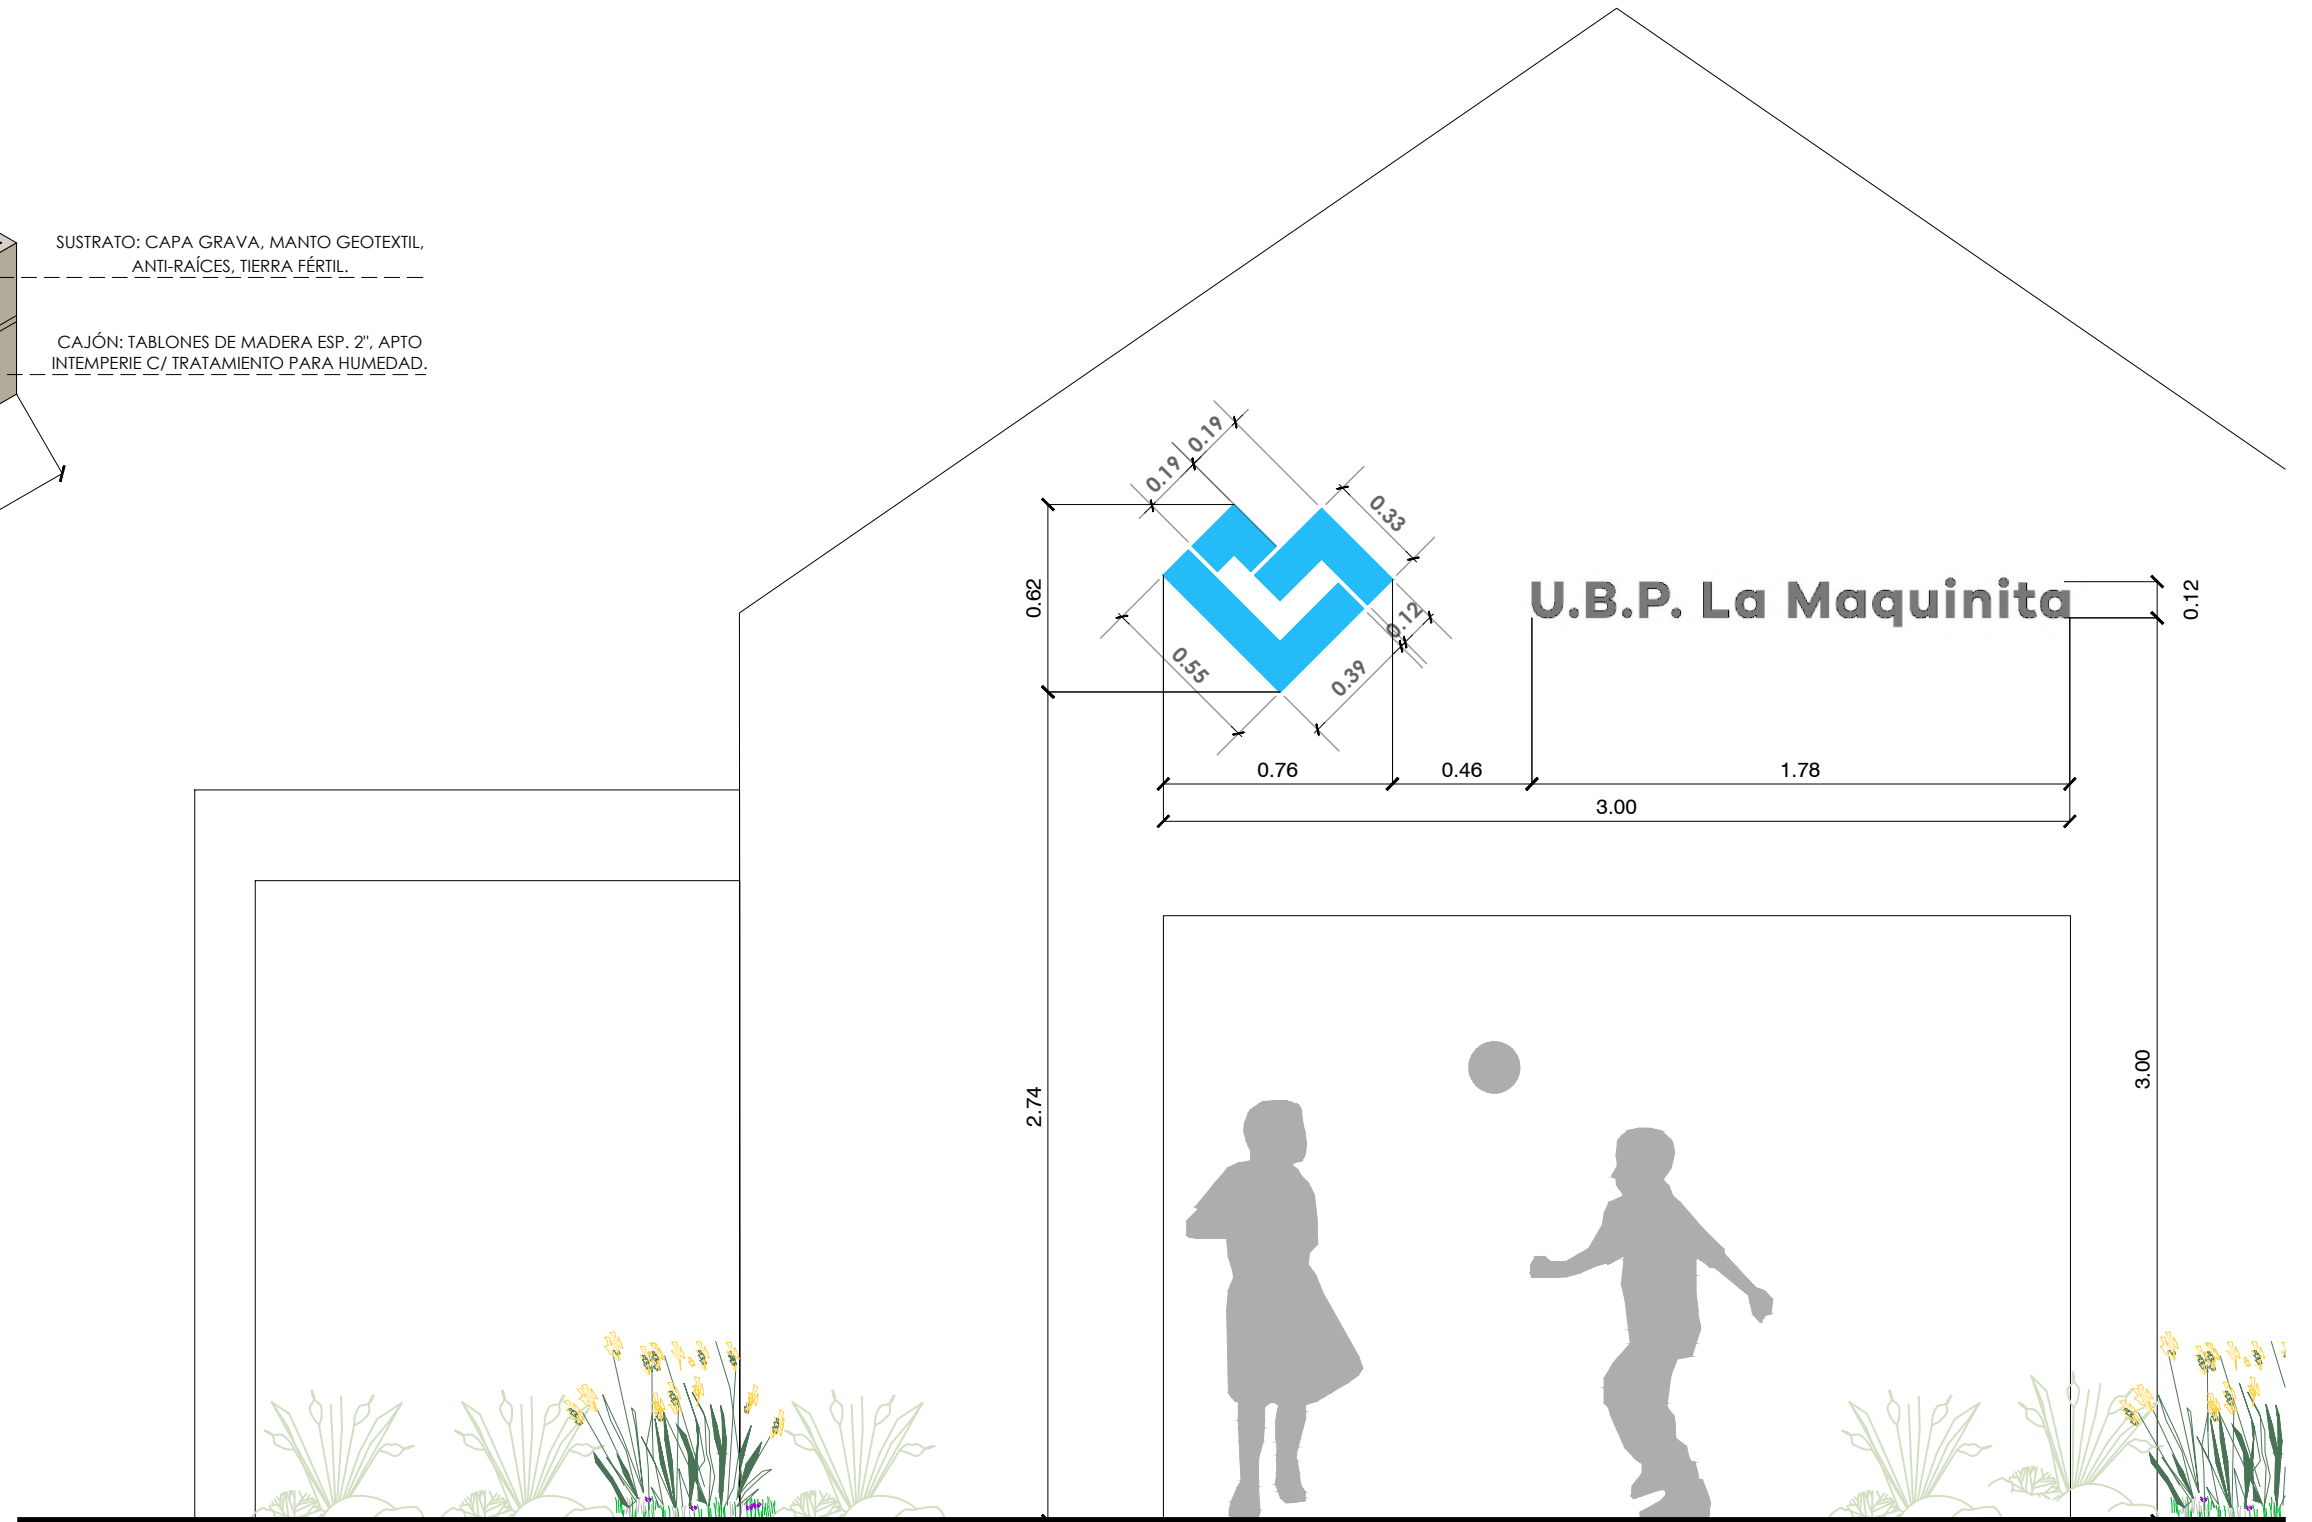 SUSTRATO: CAPA GRAVA, MANTO GEOTEXTIL,
ANTI-RAÍCES, TIERRA FÉRTIL.
CAJÓN: TABLONES DE MADERA ESP. 2", APTO
INTEMPERIE C/ TRATAMIENTO PARA HUMEDAD.
0.19
0.19
0.33
0.62
U.B.P. La Maquinita
0.12
0.12
0.55
0.39
0.76
0.46
1.78
3.00
2.74
3.00